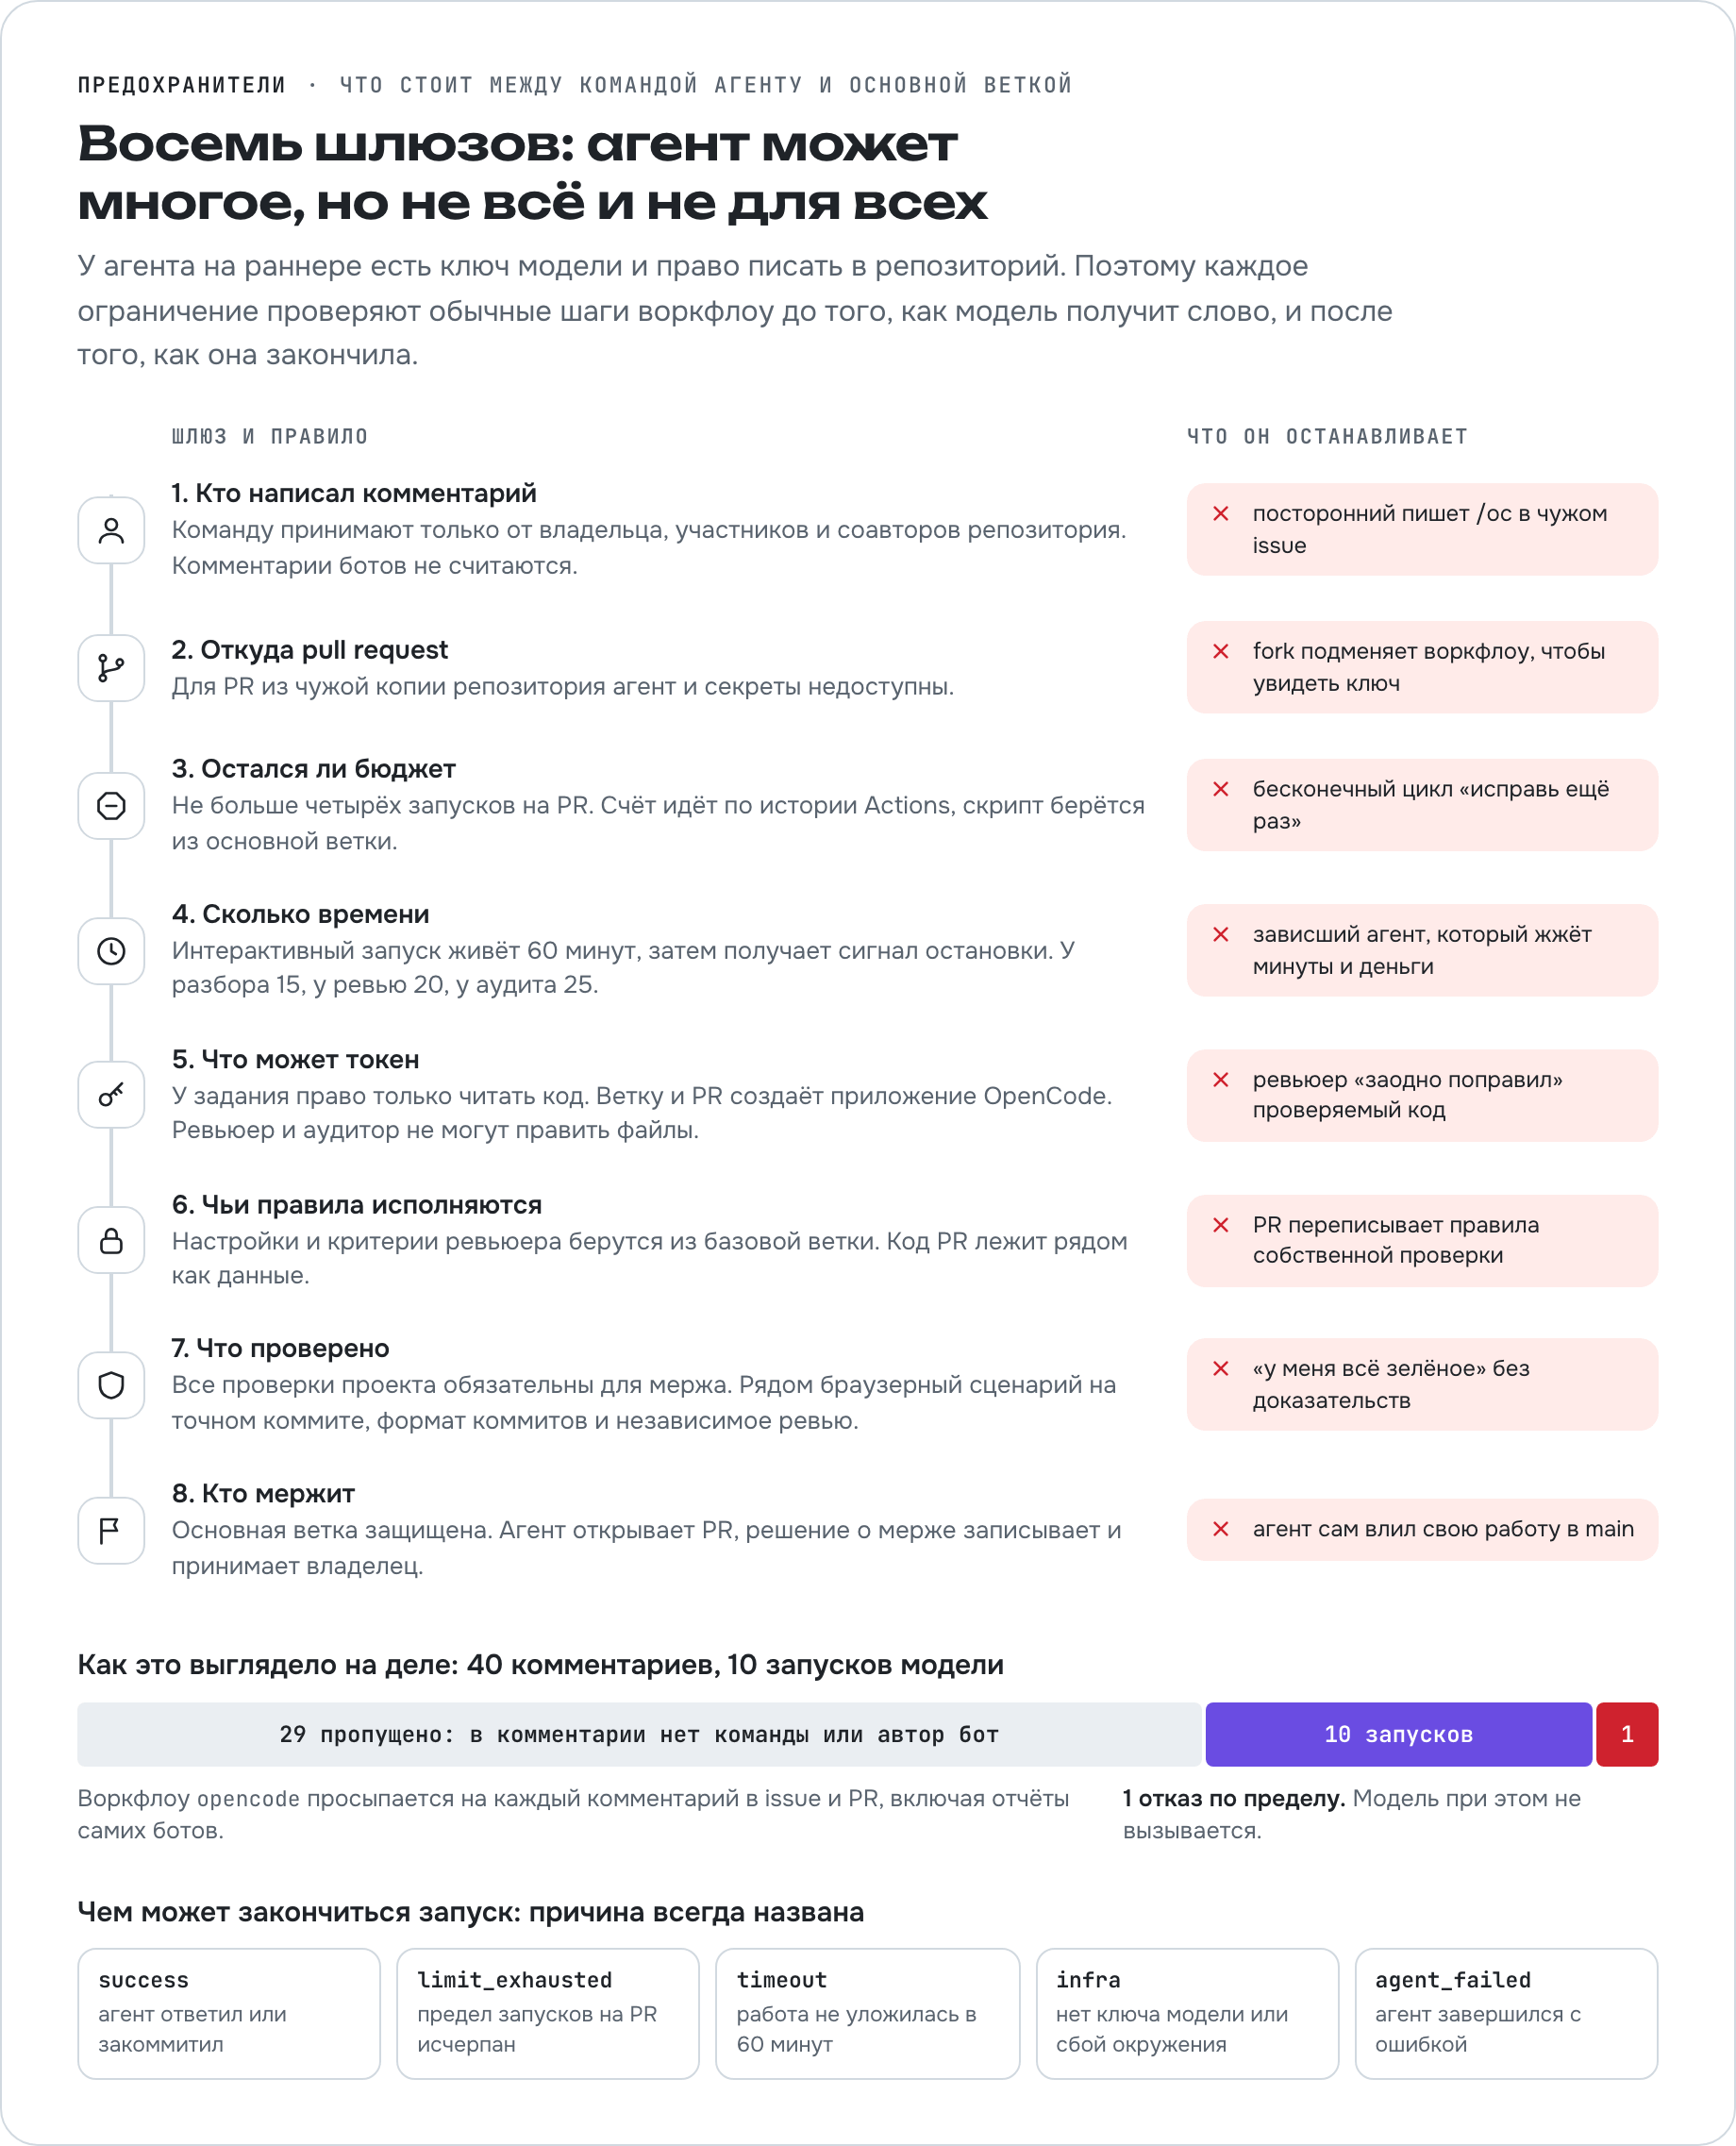 ПРЕДОХРАНИТЕЛИ · ЧТО СТОИТ МЕЖДУ КОМАНДОЙ АГЕНТУ И ОСНОВНОЙ ВЕТКОЙ
Восемь шлюзов: агент может
многое, но не всё и не для всех
У агента на раннере есть ключ модели и право писать в репозиторий. Поэтому каждое
ограничение проверяют обычные шаги воркфлоу до того, как модель получит слово, и после
того, как она закончила.
ШЛЮЗ И ПРАВИЛО
ЧТО ОН ОСТАНАВЛИВАЕТ
1. Кто написал комментарий
Команду принимают только от владельца, участников и соавторов репозитория.
Комментарии ботов не считаются.
посторонний пишет /oc в чужом
issue
2. Откуда pull request
Для PR из чужой копии репозитория агент и секреты недоступны.
fork подменяет воркфлоу, чтобы
увидеть ключ
3. Остался ли бюджет
Не больше четырёх запусков на PR. Счёт идёт по истории Actions, скрипт берётся
из основной ветки.
бесконечный цикл «исправь ещё
раз»
4. Сколько времени
Интерактивный запуск живёт 60 минут, затем получает сигнал остановки. У
разбора 15, у ревью 20, у аудита 25.
зависший агент, который жжёт
минуты и деньги
5. Что может токен
У задания право только читать код. Ветку и PR создаёт приложение OpenCode.
Ревьюер и аудитор не могут править файлы.
ревьюер «заодно поправил»
проверяемый код
6. Чьи правила исполняются
Настройки и критерии ревьюера берутся из базовой ветки. Код PR лежит рядом
как данные.
PR переписывает правила
собственной проверки
7. Что проверено
Все проверки проекта обязательны для мержа. Рядом браузерный сценарий на
точном коммите, формат коммитов и независимое ревью.
«у меня всё зелёное» без
доказательств
8. Кто мержит
Основная ветка защищена. Агент открывает PR, решение о мерже записывает и
принимает владелец.
агент сам влил свою работу в main
Как это выглядело на деле: 40 комментариев, 10 запусков модели
29 пропущено: в комментарии нет команды или автор бот
10 запусков
1
Воркфлоу opencode просыпается на каждый комментарий в issue и PR, включая отчёты
самих ботов.
1 отказ по пределу. Модель при этом не
вызывается.
Чем может закончиться запуск: причина всегда названа
success
агент ответил или
закоммитил
limit_exhausted
предел запусков на PR
исчерпан
timeout
работа не уложилась в
60 минут
infra
нет ключа модели или
сбой окружения
agent_failed
агент завершился с
ошибкой